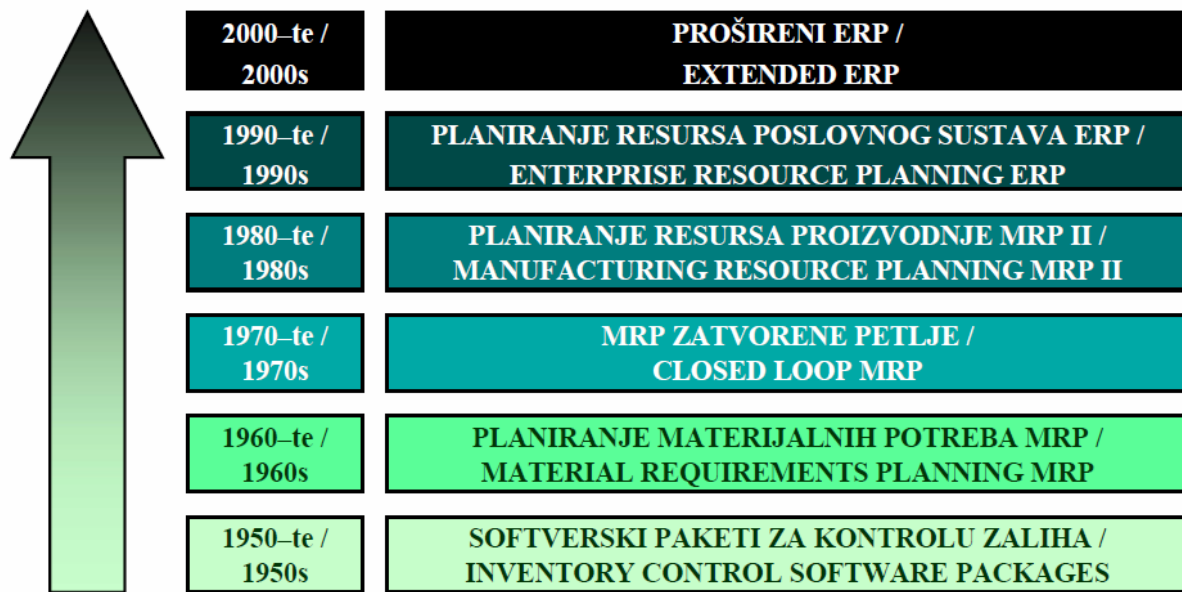 2000–te /
2000s
PROŠIRENI ERP /
EXTENDED ERP
1990–te /
1990s
PLANIRANJE RESURSA POSLOVNOG SUSTAVA ERP /
ENTERPRISE RESOURCE PLANNING ERP
1980–te /
1980s
PLANIRANJE RESURSA PROIZVODNJE MRP II /
MANUFACTURING RESOURCE PLANNING MRP II
1970–te /
1970s
MRP ZATVORENE PETLJE /
CLOSED LOOP MRP
1960–te /
1960s
PLANIRANJE MATERIJALNIH POTREBA MRP /
MATERIAL REQUIREMENTS PLANNING MRP
1950–te /
1950s
SOFTVERSKI PAKETI ZA KONTROLU ZALIHA /
INVENTORY CONTROL SOFTWARE PACKAGES